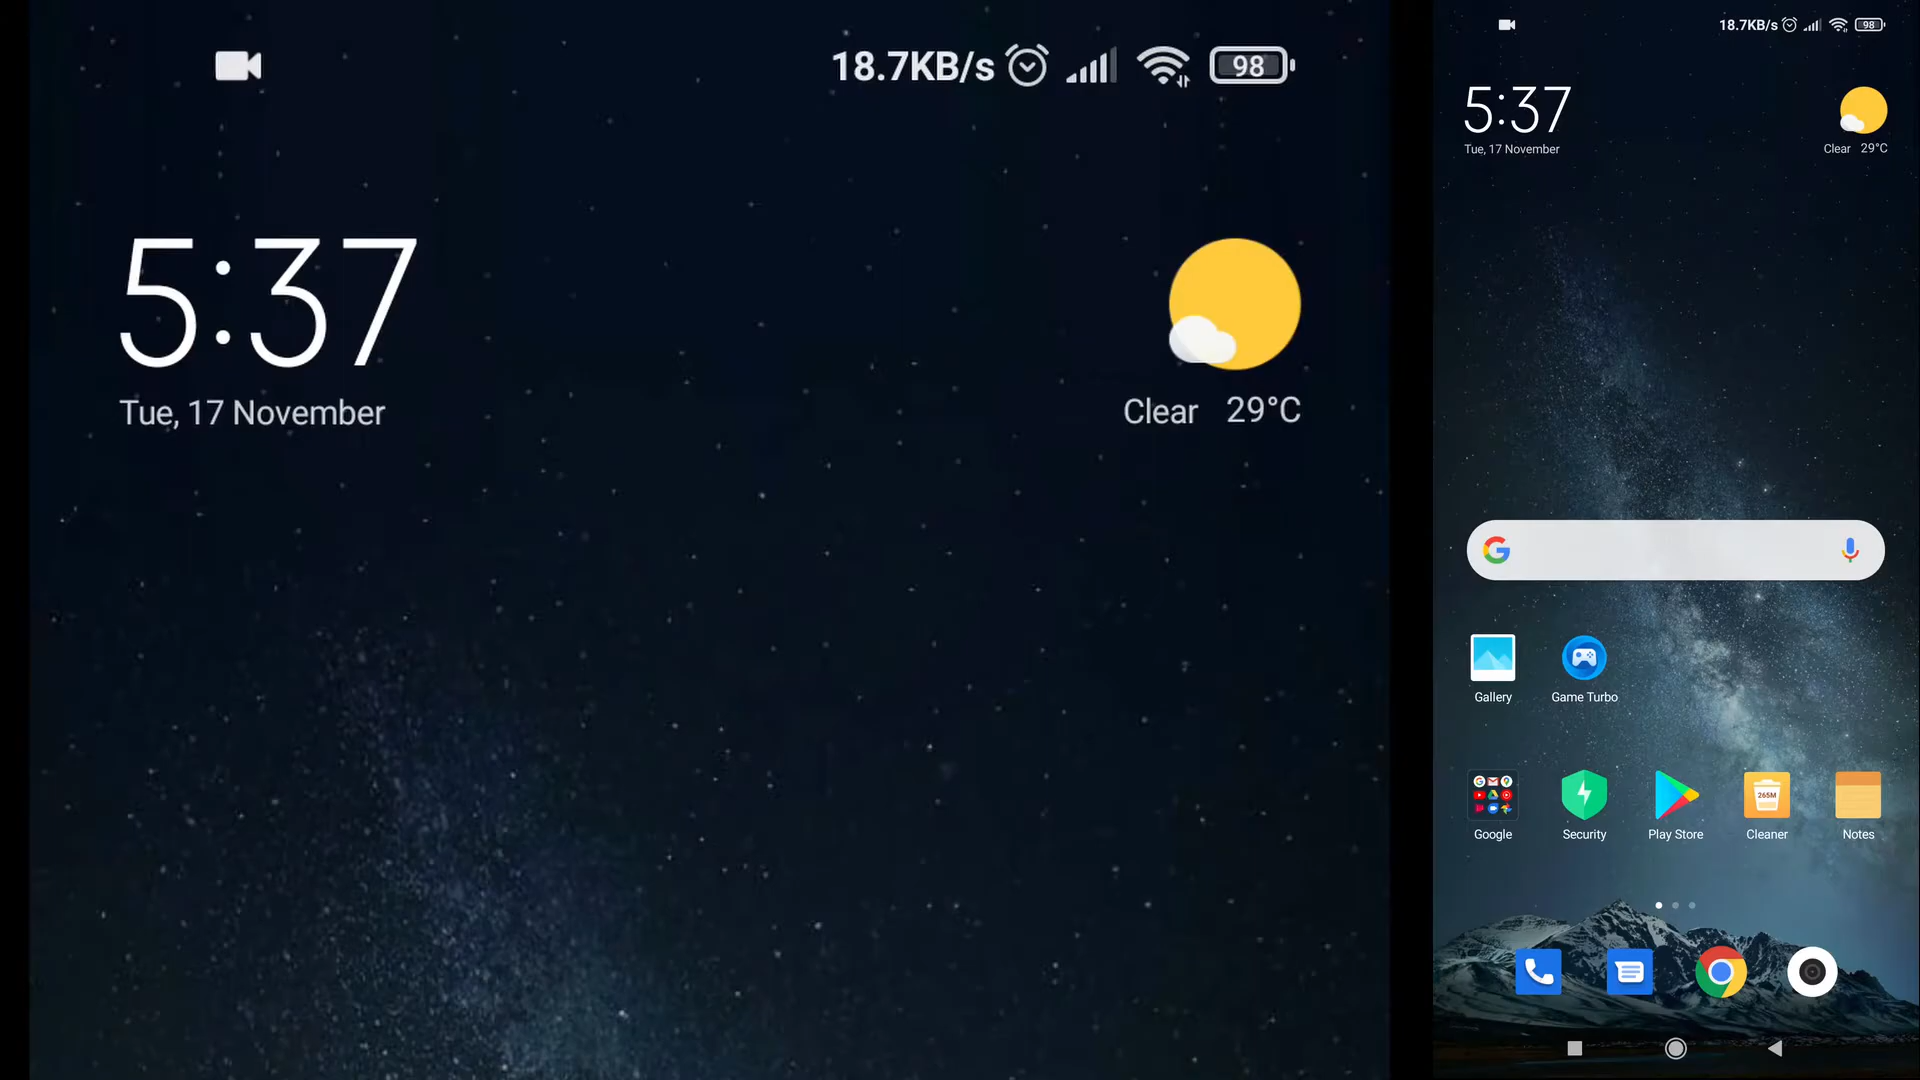 18.7KB/s 98
5:37
Tue, 17 November
Clear 29°C
18.7KB/s 98
5:37
Tue, 17 November
Clear 29°C
Gallery Game Turbo
265M
Google Security Play Store Cleaner Notes